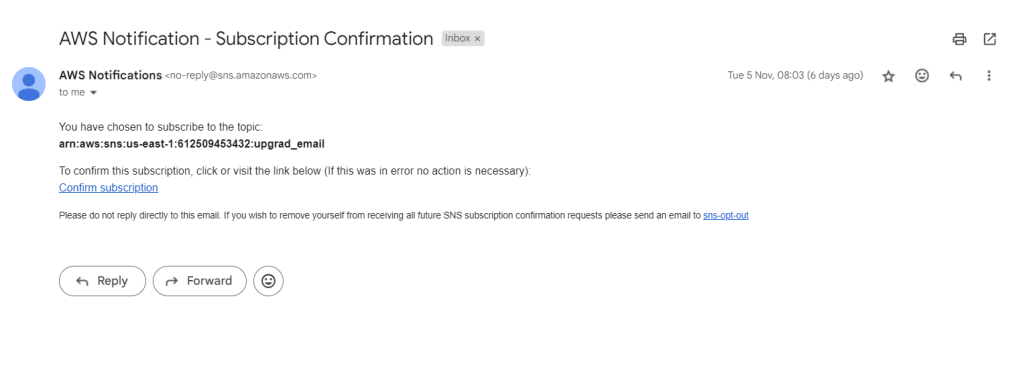 AWS Notification - Subscription Confirmation Inbox ×
AWS Notifications <no-reply@sns.amazonaws.com> Tue 5 Nov, 08:03 (6 days ago)
to me
You have chosen to subscribe to the topic:
arn:aws:sns:us-east-1:612509453432:upgrad_email
To confirm this subscription, click or visit the link below (If this was in error no action is necessary):
Confirm subscription
Please do not reply directly to this email. If you wish to remove yourself from receiving all future SNS subscription confirmation requests please send an email to sns-opt-out
Reply Forward